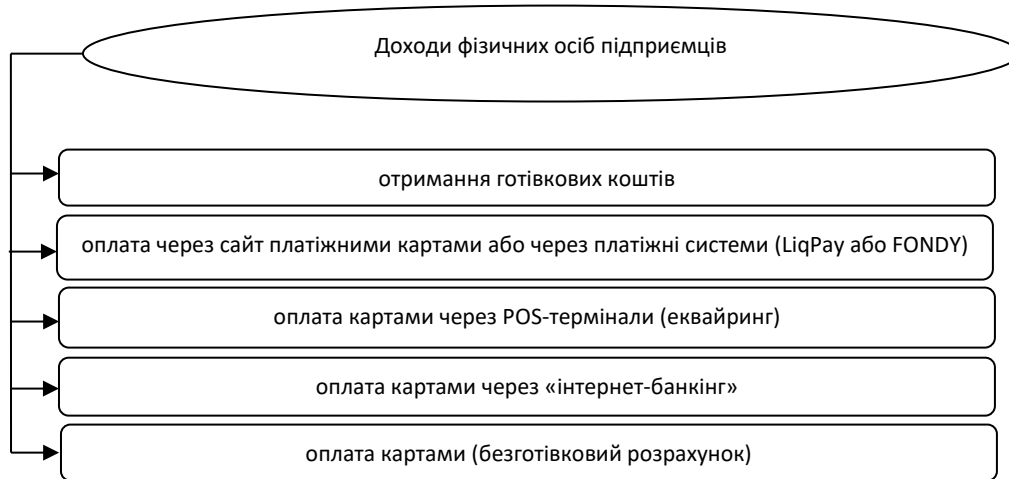 Доходи фізичних осіб підприємців
отримання готівкових коштів
оплата через сайт платіжними картами або через платіжні системи (LiqPay або FONDY)
оплата картами через POS-термінали (еквайринг)
оплата картами через «інтернет-банкінг»
оплата картами (безготівковий розрахунок)